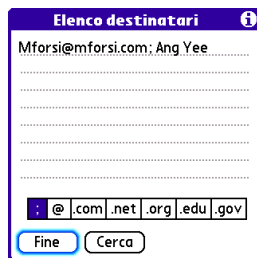 Elenco destinatari
Mforsi@mforsi.com; Ang Yee
; @ .com .net .org .edu .gov
Fine Cerca